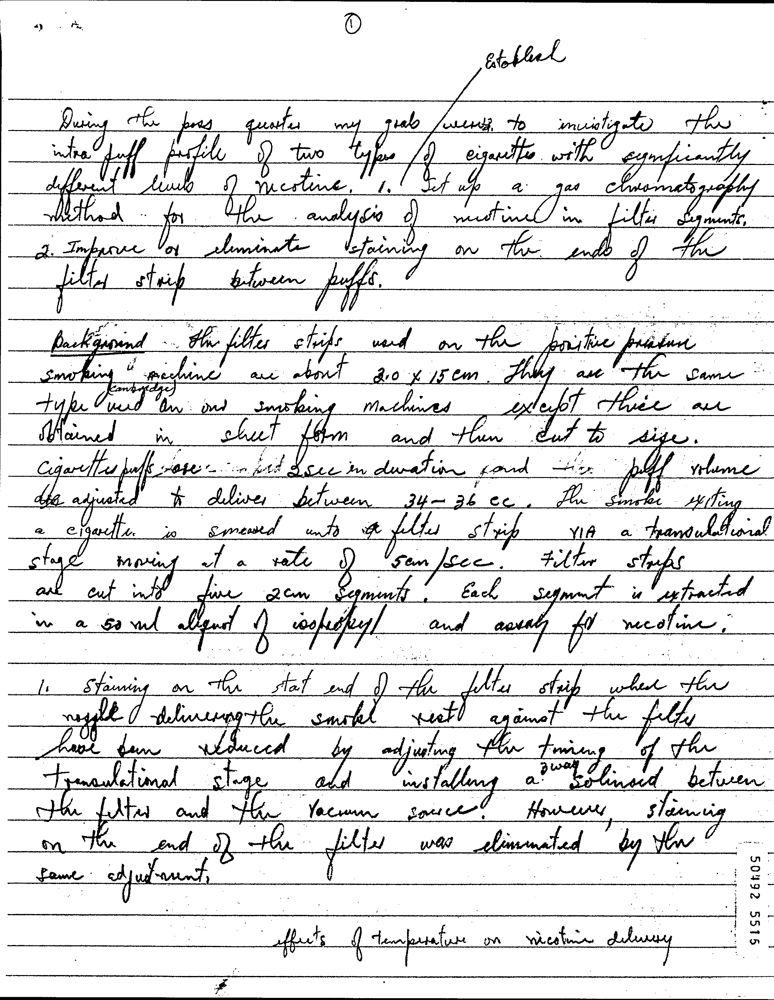 ①
Establish
During the pass quarter my goals were to investigate the
intra puff profile of two types of cigarettes with significantly
different levels of nicotine. 1. Set up a gas chromatography
method for the analysis of nicotine in filter segments.
2. Improve or eliminate staining on the ends of the
filter strip between puffs.
Background The filter strips used on the positive pressure
smoking machine are about 2.0 x 15 cm. They are the same
(cambridge)
type used on our smoking machines except these are
obtained in sheet form and then cut to size.
Cigarette puffs are 2 sec in duration and the puff volume
adjusted to deliver between 34-36 cc. The smoke exiting
a cigarette is smeared unto a filter strip VIA a transulational
stage moving at a rate of 5cm/sec. Filter strips
are cut into five 2cm segments. Each segment is extracted
in a 50 ml aliquot of isopropyl and assay for nicotine.
1. Staining on the stat end of the filter strip where the
nozzle delivering the smoke rest against the filter
have been reduced by adjusting the timing of the
3 way
transulational stage and installing a solinoid between
the filter and the vacuum source. However, staining
on the end of the filter was eliminated by the
same adjustment.
effects of temperature on nicotine delivery
50492 5515